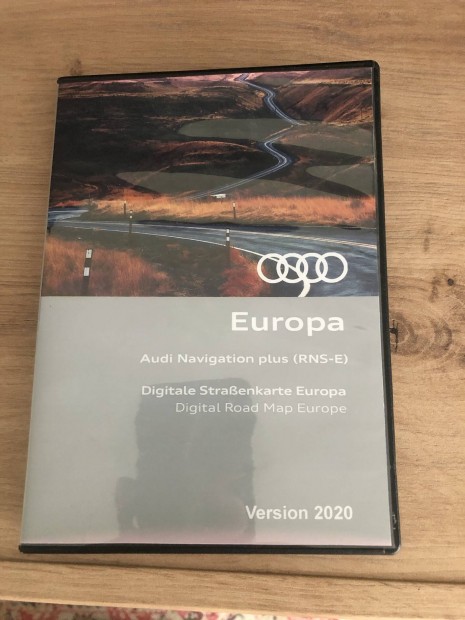 Europa
Audi Navigation plus (RNS-E)
Digitale Straßenkarte Europa
Digital Road Map Europe
Version 2020